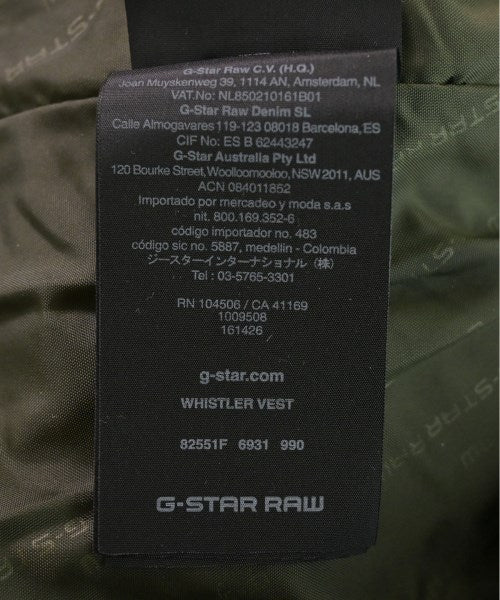 G-Star Raw C.V. (H.Q.)
Joan Muyskenweg 39, 1114 AN, Amsterdam, NL
VAT.No: NL850210161B01
G-Star Raw Denim SL
Calle Almogavares 119-123 08018 Barcelona, ES
CIF No: ES B 62443247
G-Star Australia Pty Ltd
120 Bourke Street, Woolloomooloo, NSW 2011, AUS
ACN 084011852
Importado por mercadeo y moda s.a.s
nit. 800.169.352-6
código importador no. 483
código sic no. 5887, medellin - Colombia
ジースターインターナショナル (株)
Tel : 03-5765-3301
RN 104506 / CA 41169
1009508
161426
g-star.com
WHISTLER VEST
82551F 6931 990
G-STAR RAW